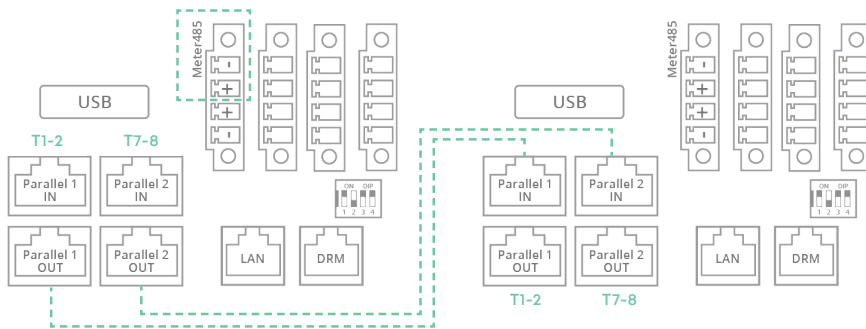 Meter485
-
+
+
-
USB
T1-2
T7-8
Parallel 1
IN
Parallel 2
IN
ON
DIP
1 2 3 4
Parallel 1
OUT
Parallel 2
OUT
LAN
DRM
Meter485
-
+
+
-
USB
Parallel 1
IN
Parallel 2
IN
ON
DIP
1 2 3 4
Parallel 1
OUT
Parallel 2
OUT
LAN
DRM
T1-2
T7-8